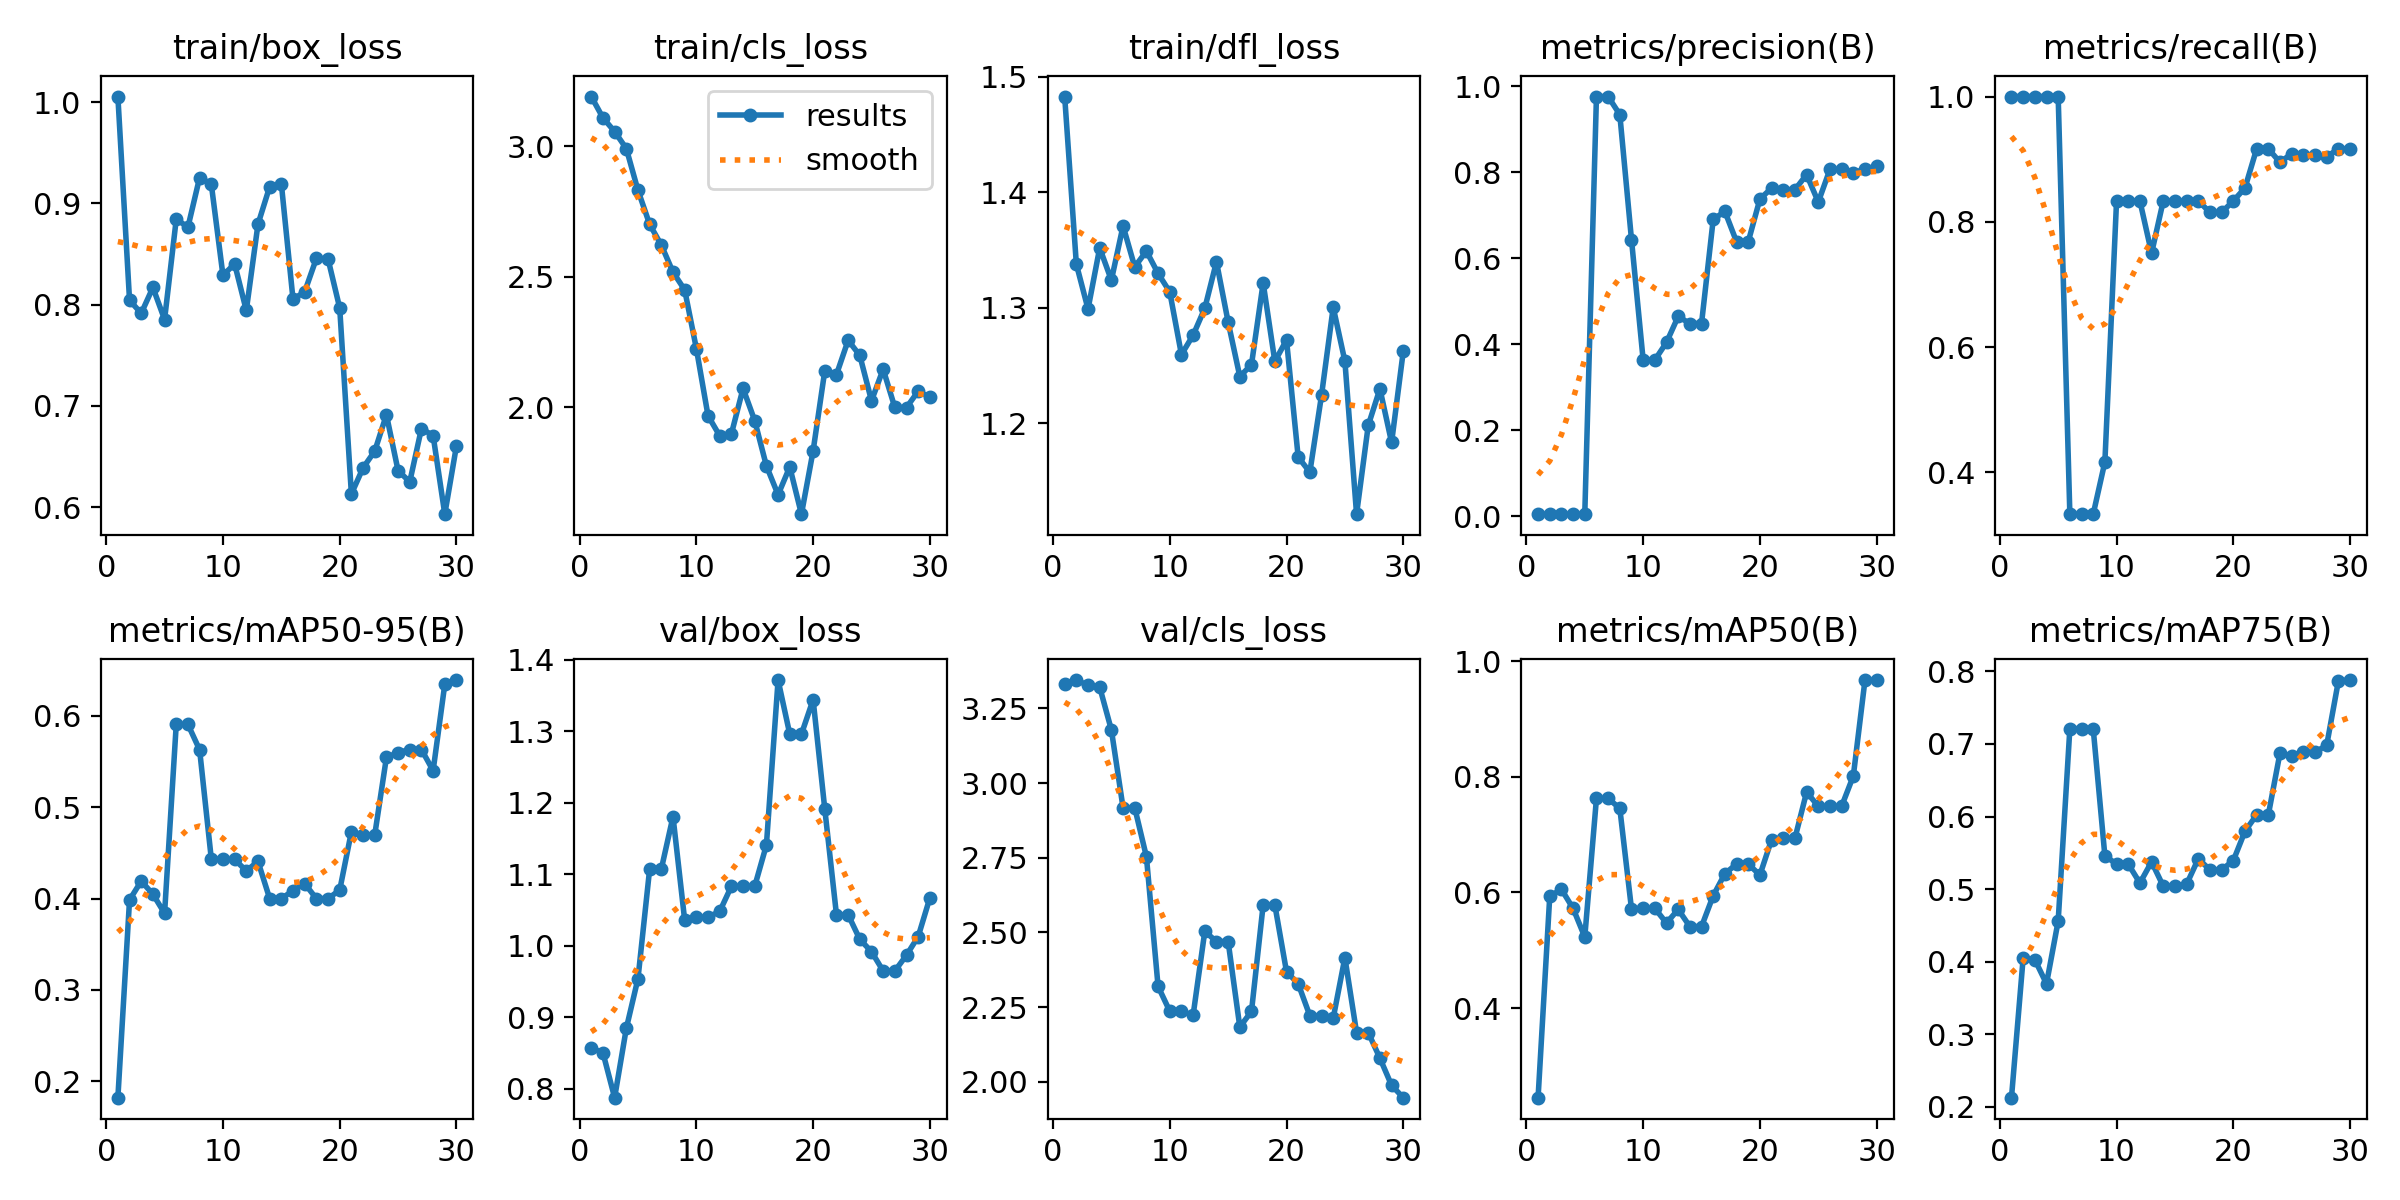 train/box_loss
train/cls_loss
train/dfl_loss
metrics/precision(B)
metrics/recall(B)
1.0
0.9
0.8
0.7
0.6
0 10 20 30
results
smooth
3.0
2.5
2.0
0 10 20 30
1.5
1.4
1.3
1.2
0 10 20 30
1.0
0.8
0.6
0.4
0.2
0.0
0 10 20 30
1.0
0.8
0.6
0.4
0 10 20 30
metrics/mAP50-95(B)
val/box_loss
val/cls_loss
metrics/mAP50(B)
metrics/mAP75(B)
0.6
0.5
0.4
0.3
0.2
0 10 20 30
1.4
1.3
1.2
1.1
1.0
0.9
0.8
0 10 20 30
3.25
3.00
2.75
2.50
2.25
2.00
0 10 20 30
1.0
0.8
0.6
0.4
0 10 20 30
0.8
0.7
0.6
0.5
0.4
0.3
0.2
0 10 20 30